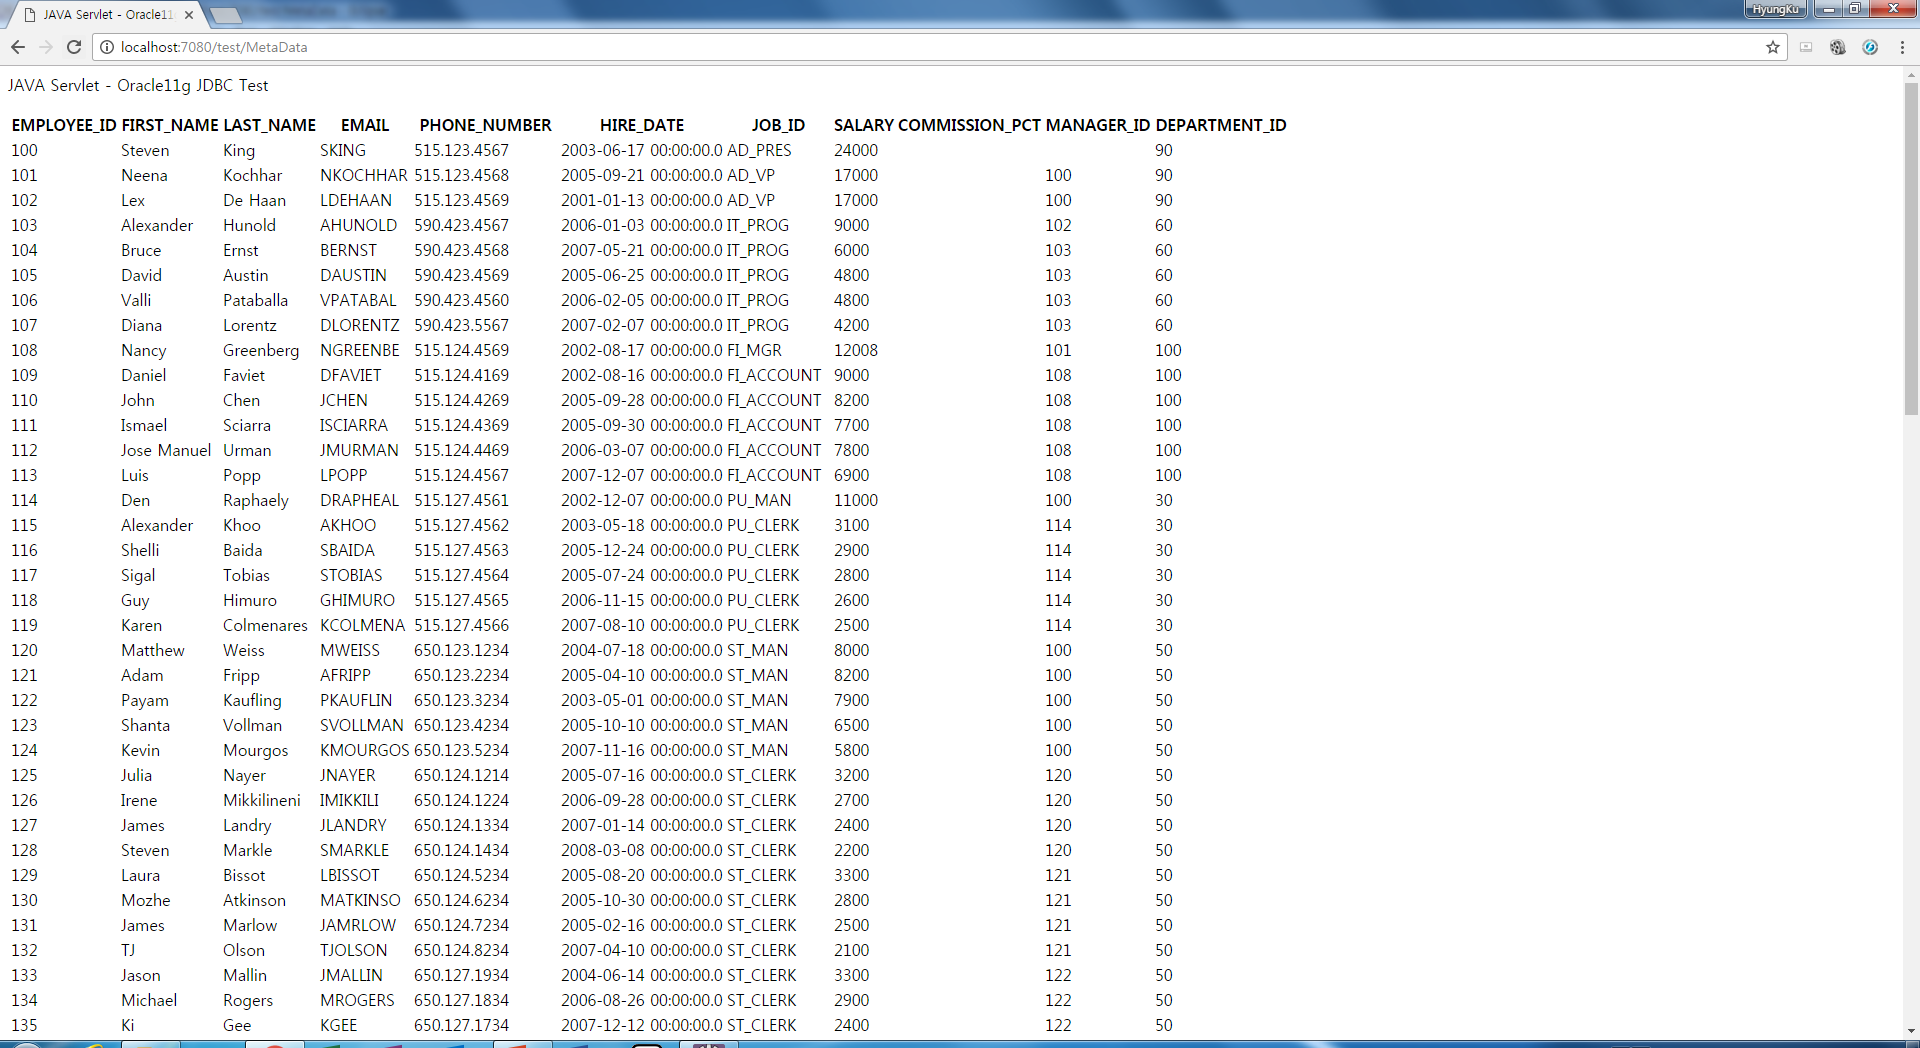 JAVA Servlet - Oracle11
HyungKu
localhost:7080/test/MetaData
JAVA Servlet - Oracle11g JDBC Test
EMPLOYEE_ID FIRST_NAME LAST_NAME EMAIL PHONE_NUMBER HIRE_DATE JOB_ID SALARY COMMISSION_PCT MANAGER_ID DEPARTMENT_ID
100 Steven King SKING 515.123.4567 2003-06-17 00:00:00.0 AD_PRES 24000 90
101 Neena Kochhar NKOCHHAR 515.123.4568 2005-09-21 00:00:00.0 AD_VP 17000 100 90
102 Lex De Haan LDEHAAN 515.123.4569 2001-01-13 00:00:00.0 AD_VP 17000 100 90
103 Alexander Hunold AHUNOLD 590.423.4567 2006-01-03 00:00:00.0 IT_PROG 9000 102 60
104 Bruce Ernst BERNST 590.423.4568 2007-05-21 00:00:00.0 IT_PROG 6000 103 60
105 David Austin DAUSTIN 590.423.4569 2005-06-25 00:00:00.0 IT_PROG 4800 103 60
106 Valli Pataballa VPATABAL 590.423.4560 2006-02-05 00:00:00.0 IT_PROG 4800 103 60
107 Diana Lorentz DLORENTZ 590.423.5567 2007-02-07 00:00:00.0 IT_PROG 4200 103 60
108 Nancy Greenberg NGREENBE 515.124.4569 2002-08-17 00:00:00.0 FI_MGR 12008 101 100
109 Daniel Faviet DFAVIET 515.124.4169 2002-08-16 00:00:00.0 FI_ACCOUNT 9000 108 100
110 John Chen JCHEN 515.124.4269 2005-09-28 00:00:00.0 FI_ACCOUNT 8200 108 100
111 Ismael Sciarra ISCIARRA 515.124.4369 2005-09-30 00:00:00.0 FI_ACCOUNT 7700 108 100
112 Jose Manuel Urman JMURMAN 515.124.4469 2006-03-07 00:00:00.0 FI_ACCOUNT 7800 108 100
113 Luis Popp LPOPP 515.124.4567 2007-12-07 00:00:00.0 FI_ACCOUNT 6900 108 100
114 Den Raphaely DRAPHEAL 515.127.4561 2002-12-07 00:00:00.0 PU_MAN 11000 100 30
115 Alexander Khoo AKHOO 515.127.4562 2003-05-18 00:00:00.0 PU_CLERK 3100 114 30
116 Shelli Baida SBAIDA 515.127.4563 2005-12-24 00:00:00.0 PU_CLERK 2900 114 30
117 Sigal Tobias STOBIAS 515.127.4564 2005-07-24 00:00:00.0 PU_CLERK 2800 114 30
118 Guy Himuro GHIMURO 515.127.4565 2006-11-15 00:00:00.0 PU_CLERK 2600 114 30
119 Karen Colmenares KCOLMENA 515.127.4566 2007-08-10 00:00:00.0 PU_CLERK 2500 114 30
120 Matthew Weiss MWEISS 650.123.1234 2004-07-18 00:00:00.0 ST_MAN 8000 100 50
121 Adam Fripp AFRIPP 650.123.2234 2005-04-10 00:00:00.0 ST_MAN 8200 100 50
122 Payam Kaufling PKAUFLIN 650.123.3234 2003-05-01 00:00:00.0 ST_MAN 7900 100 50
123 Shanta Vollman SVOLLMAN 650.123.4234 2005-10-10 00:00:00.0 ST_MAN 6500 100 50
124 Kevin Mourgos KMOURGOS 650.123.5234 2007-11-16 00:00:00.0 ST_MAN 5800 100 50
125 Julia Nayer JNAYER 650.124.1214 2005-07-16 00:00:00.0 ST_CLERK 3200 120 50
126 Irene Mikkilineni IMIKKILI 650.124.1224 2006-09-28 00:00:00.0 ST_CLERK 2700 120 50
127 James Landry JLANDRY 650.124.1334 2007-01-14 00:00:00.0 ST_CLERK 2400 120 50
128 Steven Markle SMARKLE 650.124.1434 2008-03-08 00:00:00.0 ST_CLERK 2200 120 50
129 Laura Bissot LBISSOT 650.124.5234 2005-08-20 00:00:00.0 ST_CLERK 3300 121 50
130 Mozhe Atkinson MATKINSO 650.124.6234 2005-10-30 00:00:00.0 ST_CLERK 2800 121 50
131 James Marlow JAMRLOW 650.124.7234 2005-02-16 00:00:00.0 ST_CLERK 2500 121 50
132 TJ Olson TJOLSON 650.124.8234 2007-04-10 00:00:00.0 ST_CLERK 2100 121 50
133 Jason Mallin JMALLIN 650.127.1934 2004-06-14 00:00:00.0 ST_CLERK 3300 122 50
134 Michael Rogers MROGERS 650.127.1834 2006-08-26 00:00:00.0 ST_CLERK 2900 122 50
135 Ki Gee KGEE 650.127.1734 2007-12-12 00:00:00.0 ST_CLERK 2400 122 50